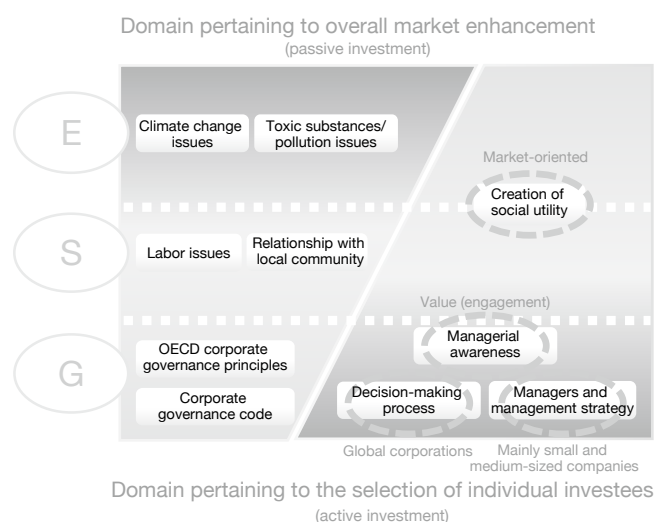 Domain pertaining to overall market enhancement
(passive investment)
E
Climate change
issues
Toxic substances/
pollution issues
Market-oriented
Creation of
social utility
S
Labor issues
Relationship with
local community
Value (engagement)
G
OECD corporate
governance principles
Managerial
awareness
Corporate
governance code
Decision-making
process
Managers and
management strategy
Global corporations
Mainly small and
medium-sized companies
Domain pertaining to the selection of individual investees
(active investment)